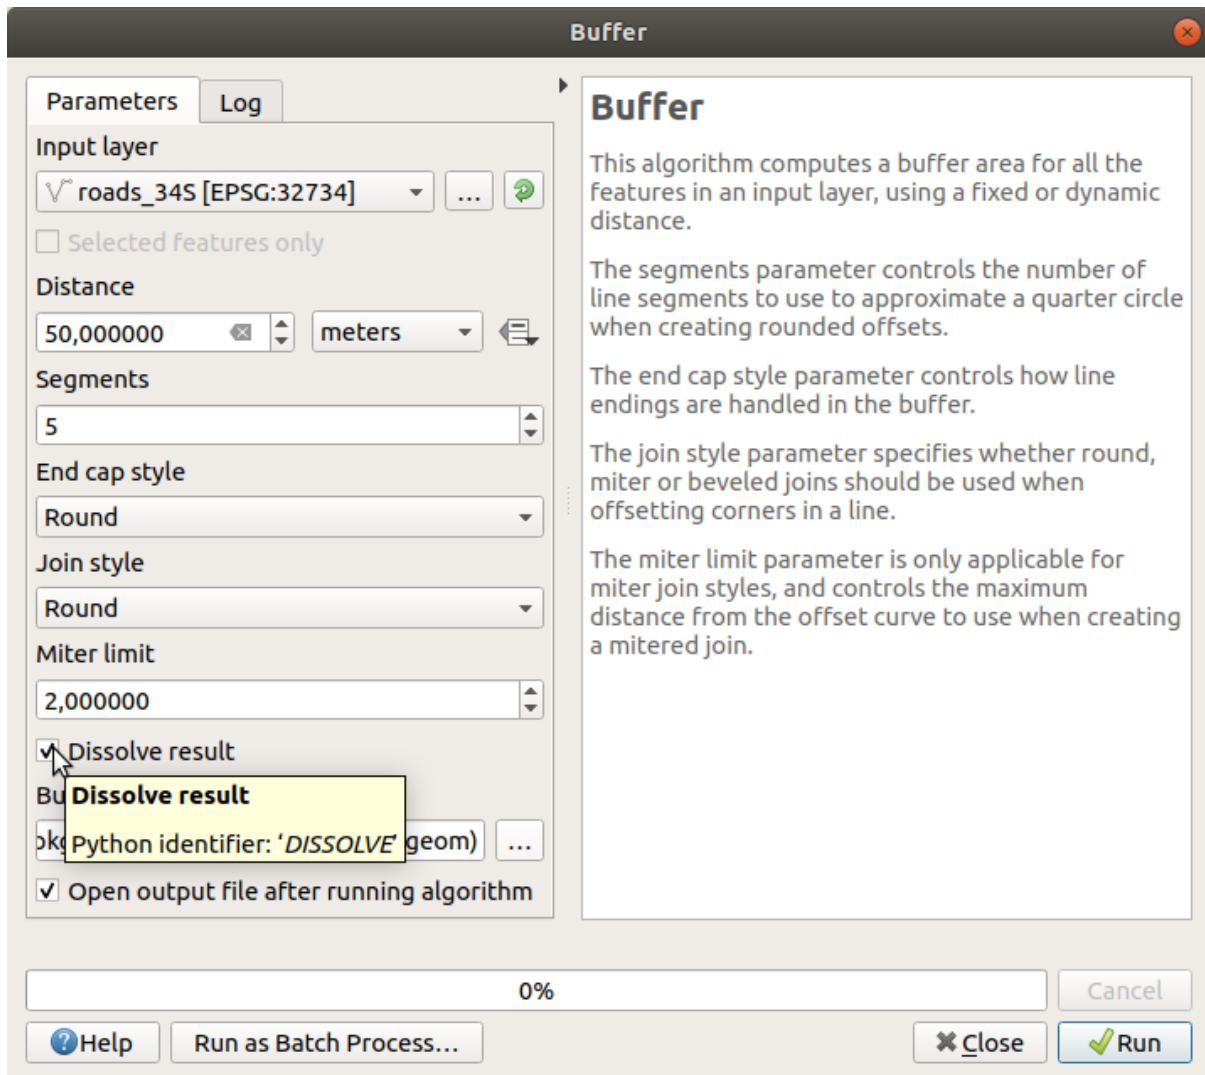 Buffer
Parameters
Log
Input layer
roads_34S [EPSG:32734]
...
Selected features only
Distance
50,000000
meters
Segments
5
End cap style
Round
Join style
Round
Miter limit
2,000000
Dissolve result
Dissolve result
Python identifier: ‘DISSOLVE’
geom)
...
Open output file after running algorithm
Buffer
This algorithm computes a buffer area for all the
features in an input layer, using a fixed or dynamic
distance.
The segments parameter controls the number of
line segments to use to approximate a quarter circle
when creating rounded offsets.
The end cap style parameter controls how line
endings are handled in the buffer.
The join style parameter specifies whether round,
miter or beveled joins should be used when
offsetting corners in a line.
The miter limit parameter is only applicable for
miter join styles, and controls the maximum
distance from the offset curve to use when creating
a mitered join.
0%
Cancel
Help
Run as Batch Process...
Close
Run